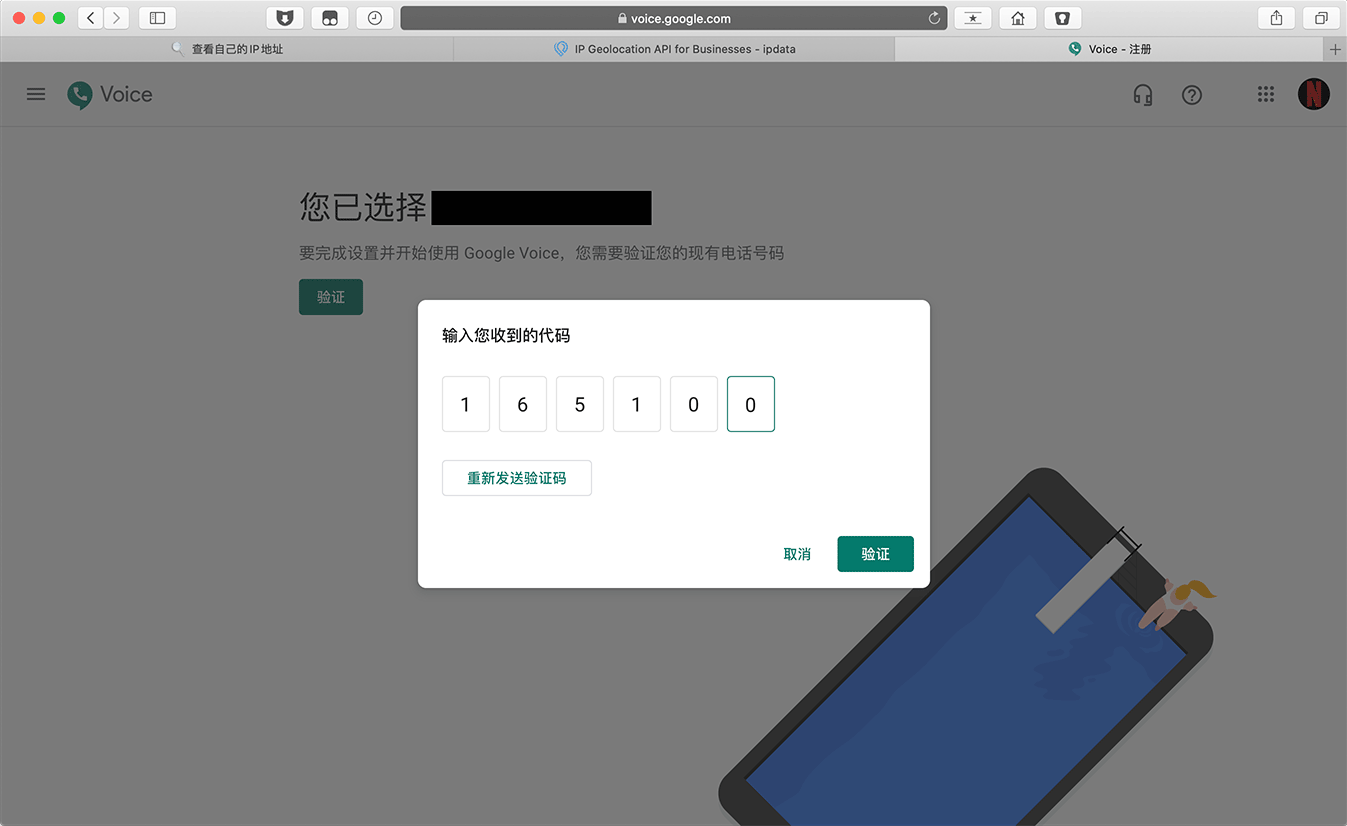 voice.google.com
查看自己的IP地址
IP Geolocation API for Businesses - ipdata
Voice - 注册
Voice
N
您已选择
要完成设置并开始使用 Google Voice，您需要验证您的现有电话号码
验证
输入您收到的代码
1 6 5 1 0 0
重新发送验证码
取消 验证